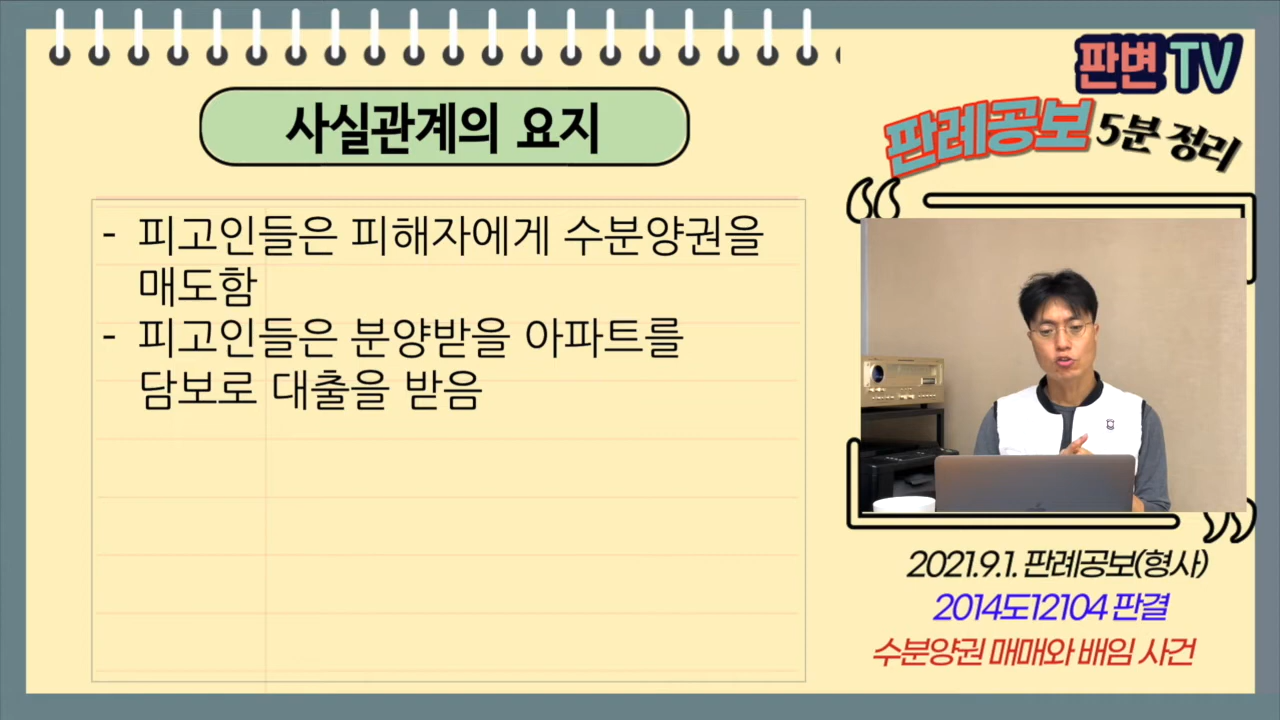 사실관계의 요지
- 피고인들은 피해자에게 수분양권을
매도함
- 피고인들은 분양받을 아파트를
담보로 대출을 받음
판변 TV
판례공보 5분 정리
2021.9.1. 판례공보(형사)
2014도12104 판결
수분양권 매매와 배임 사건